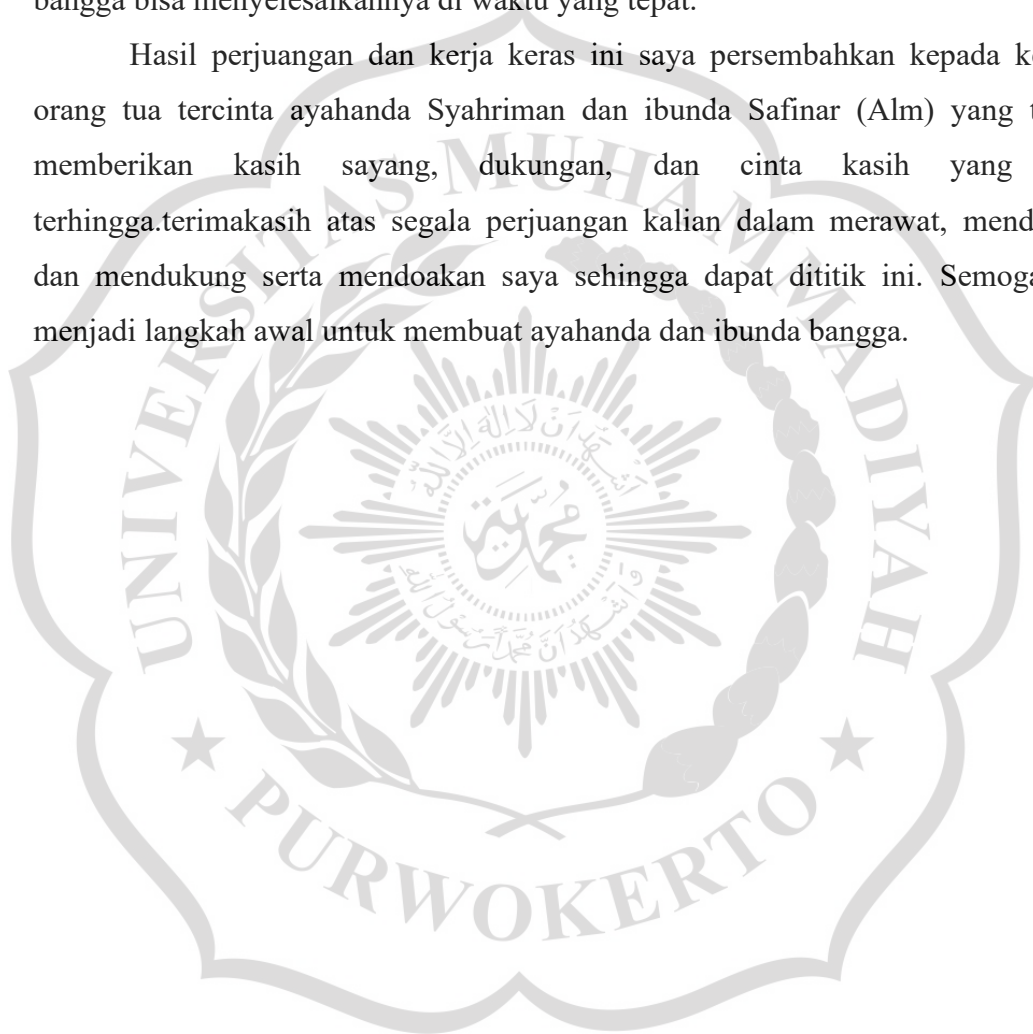 bangga bisa menyelesaikannya di waktu yang tepat.
Hasil perjuangan dan kerja keras ini saya persembahkan kepada
orang tua tercinta ayahanda Syahriman dan ibunda Safinar (Alm) yang
memberikan kasih sayang, dukungan, dan cinta kasih yang
terhingga.terimakasih atas segala perjuangan kalian dalam merawat,
dan mendukung serta mendoakan saya sehingga dapat dititik ini. Semoga
menjadi langkah awal untuk membuat ayahanda dan ibunda bangga.
UNIVERSITAS MUHAMMADIYAH
PURWOKERTO